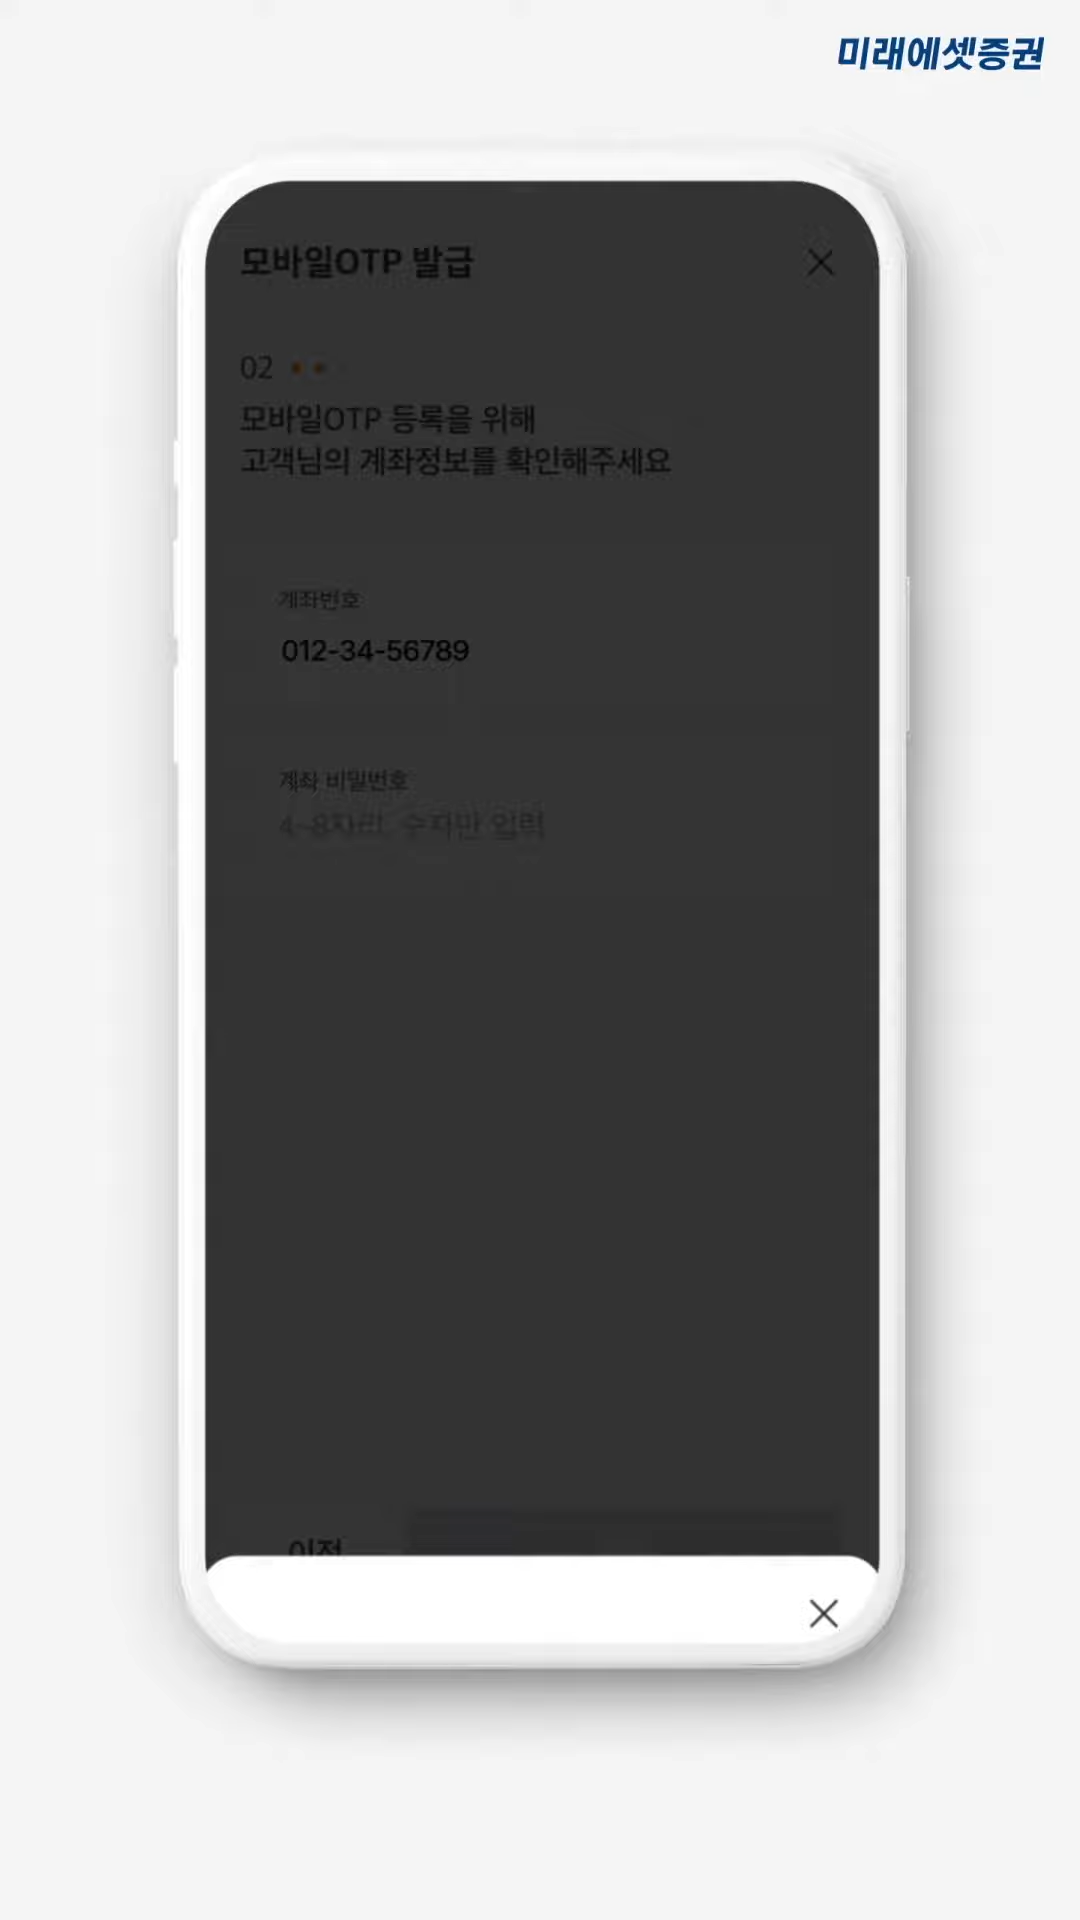 미래에셋증권
모바일OTP 발급
02
모바일OTP 등록을 위해
고객님의 계좌정보를 확인해주세요
계좌번호
012-34-56789
계좌 비밀번호
4~8자리 숫자만 입력
이전